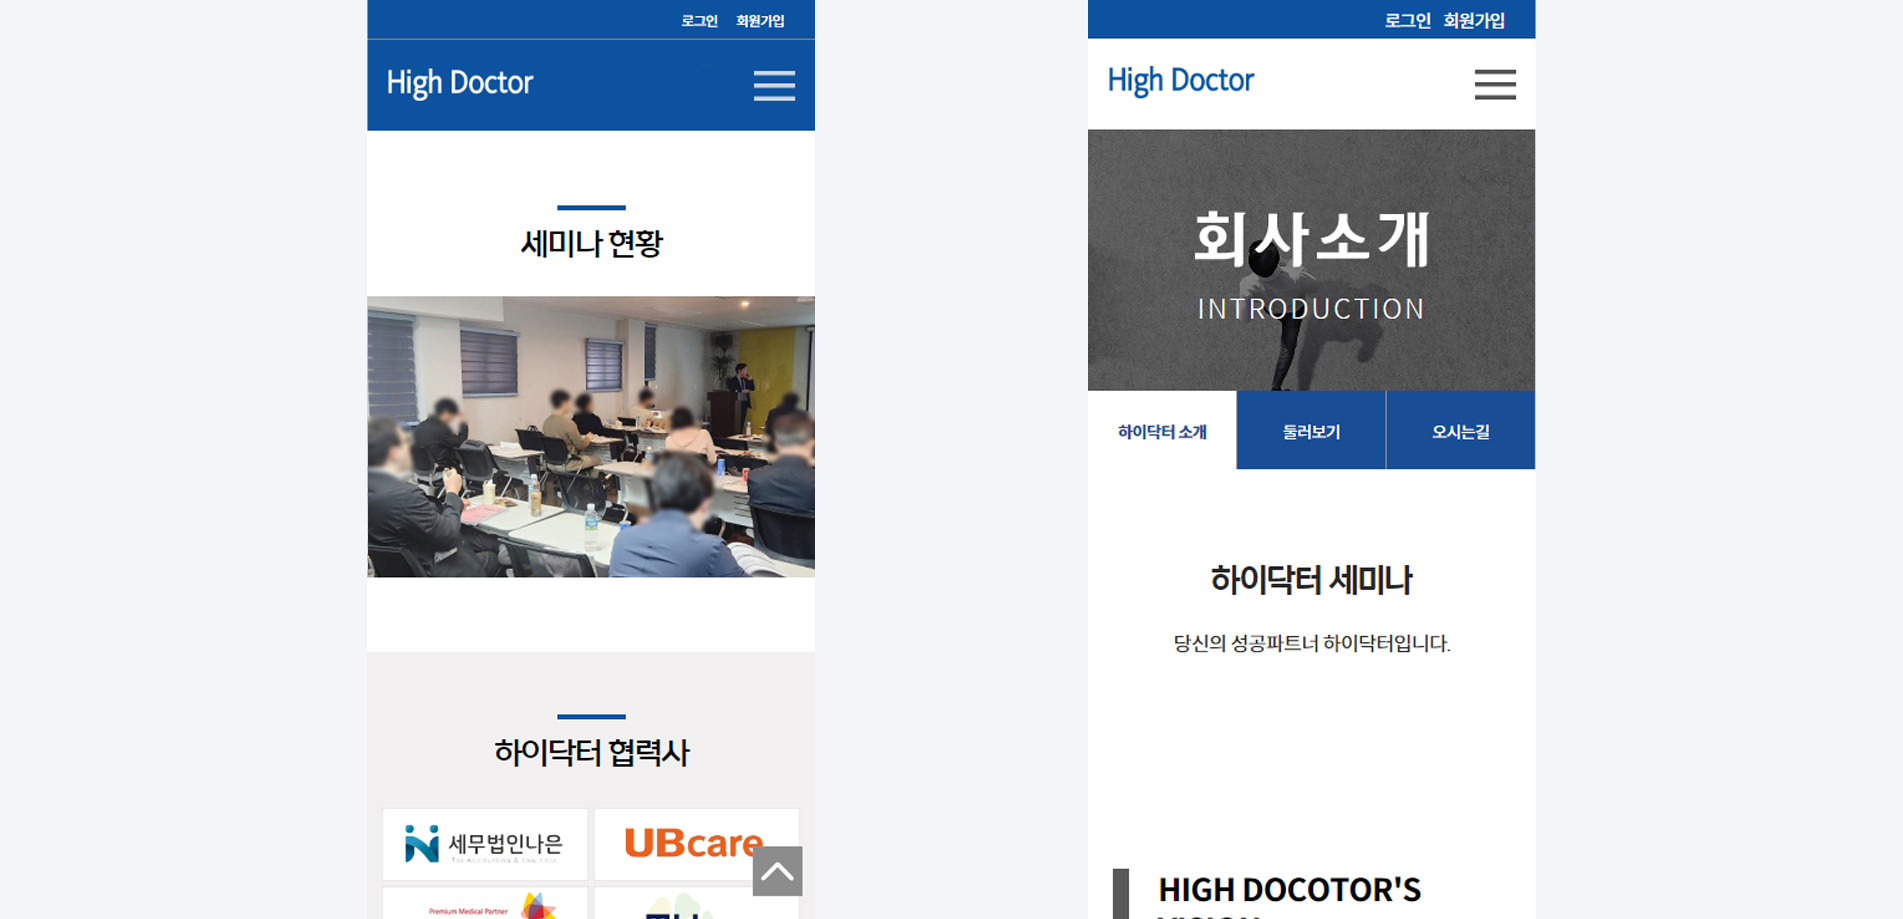 로그인 회원가입
High Doctor
세미나 현황
하이닥터 협력사
세무법인나은
Tax Accounting & Law Corp
UBcare
Premium Medical Partner
로그인 회원가입
High Doctor
회사소개
INTRODUCTION
하이닥터 소개
둘러보기
오시는길
하이닥터 세미나
당신의 성공파트너 하이닥터입니다.
HIGH DOCOTOR'S